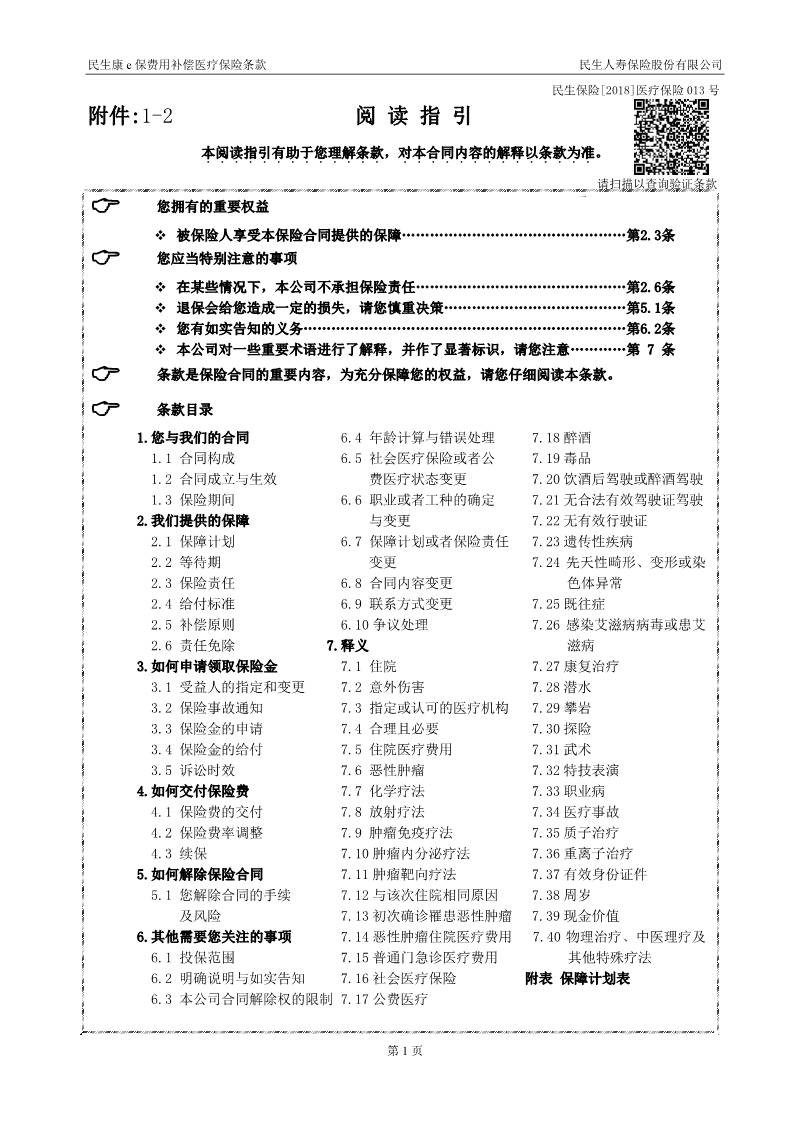 民生康 e 保费用补偿医疗保险条款 民生人寿保险股份有限公司
民生保险[2018]医疗保险 013 号
附件:1-2 阅 读 指 引
本阅读指引有助于您理解条款，对本合同内容的解释以条款为准。
请扫描以查询验证条款
您拥有的重要权益
❖ 被保险人享受本保险合同提供的保障…………………………………………第2.3条
您应当特别注意的事项
❖ 在某些情况下，本公司不承担保险责任………………………………………第2.6条
❖ 退保会给您造成一定的损失，请您慎重决策…………………………………第5.1条
❖ 您有如实告知的义务……………………………………………………………第6.2条
❖ 本公司对一些重要术语进行了解释，并作了显著标识，请您注意…………第 7 条
条款是保险合同的重要内容，为充分保障您的权益，请您仔细阅读本条款。
条款目录
1.您与我们的合同
1.1 合同构成
1.2 合同成立与生效
1.3 保险期间
2.我们提供的保障
2.1 保障计划
2.2 等待期
2.3 保险责任
2.4 给付标准
2.5 补偿原则
2.6 责任免除
3.如何申请领取保险金
3.1 受益人的指定和变更
3.2 保险事故通知
3.3 保险金的申请
3.4 保险金的给付
3.5 诉讼时效
4.如何交付保险费
4.1 保险费的交付
4.2 保险费率调整
4.3 续保
5.如何解除保险合同
5.1 您解除合同的手续
及风险
6.其他需要您关注的事项
6.1 投保范围
6.2 明确说明与如实告知
6.3 本公司合同解除权的限制
6.4 年龄计算与错误处理
6.5 社会医疗保险或者公
费医疗状态变更
6.6 职业或者工种的确定
与变更
6.7 保障计划或者保险责任
变更
6.8 合同内容变更
6.9 联系方式变更
6.10 争议处理
7.释义
7.1 住院
7.2 意外伤害
7.3 指定或认可的医疗机构
7.4 合理且必要
7.5 住院医疗费用
7.6 恶性肿瘤
7.7 化学疗法
7.8 放射疗法
7.9 肿瘤免疫疗法
7.10 肿瘤内分泌疗法
7.11 肿瘤靶向疗法
7.12 与该次住院相同原因
7.13 初次确诊罹患恶性肿瘤
7.14 恶性肿瘤住院医疗费用
7.15 普通门急诊医疗费用
7.16 社会医疗保险
7.17 公费医疗
7.18 醉酒
7.19 毒品
7.20 饮酒后驾驶或醉酒驾驶
7.21 无合法有效驾驶证驾驶
7.22 无有效行驶证
7.23 遗传性疾病
7.24 先天性畸形、变形或染
色体异常
7.25 既往症
7.26 感染艾滋病病毒或患艾
滋病
7.27 康复治疗
7.28 潜水
7.29 攀岩
7.30 探险
7.31 武术
7.32 特技表演
7.33 职业病
7.34 医疗事故
7.35 质子治疗
7.36 重离子治疗
7.37 有效身份证件
7.38 周岁
7.39 现金价值
7.40 物理治疗、中医理疗及
其他特殊疗法
附表 保障计划表
第 1 页